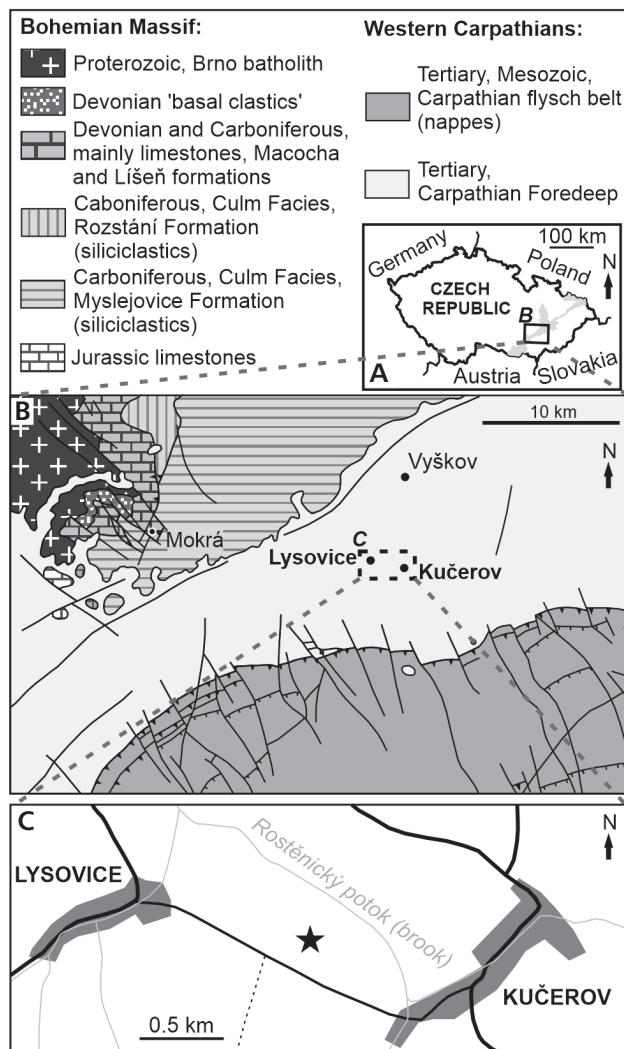 Bohemian Massif:
Proterozoic, Brno batholith
Devonian 'basal clastics'
Devonian and Carboniferous,
mainly limestones, Macocha
and Líšeň formations
Caboniferous, Culm Facies,
Rozstání Formation
(siliciclastics)
Carboniferous, Culm Facies,
Myslejovice Formation
(siliciclastics)
Jurassic limestones
Western Carpathians:
Tertiary, Mesozoic,
Carpathian flysch belt
(nappes)
Tertiary,
Carpathian Foredeep
100 km
N
Germany
Poland
CZECH
REPUBLIC
B
A
Austria
Slovakia
B
10 km
N
Vyškov
Mokrá
C
Lysovice
Kučerov
C
N
LYSOVICE
Rostěnický potok (brook)
KUČEROV
0.5 km